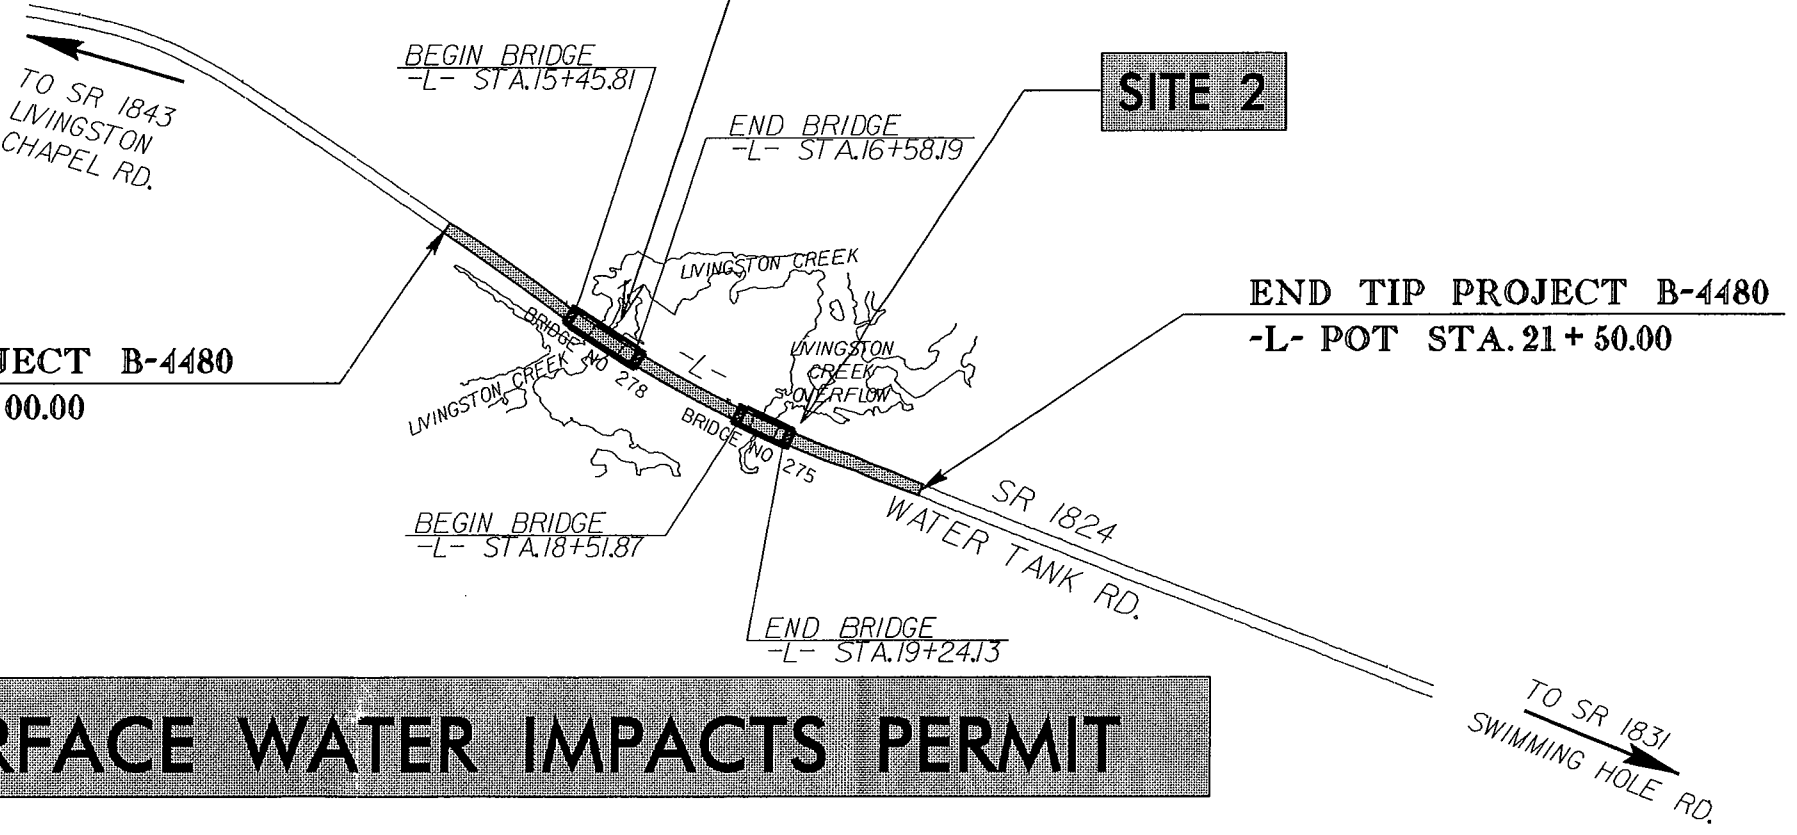 TO SR 1843
LIVINGSTON
CHAPEL RD.
BEGIN BRIDGE
-L- STA.15+45.81
END BRIDGE
-L- STA.16+58.19
SITE 2
LIVINGSTON CREEK
END TIP PROJECT B-4480
-L- POT STA. 21 + 50.00
JECT B-4480
00.00
BRIDGE NO 278
LIVINGSTON CREEK
-L-
LIVINGSTON
CREEK
OVERFLOW
BRIDGE NO 275
SR 1824
WATER TANK RD.
BEGIN BRIDGE
-L- STA.18+51.87
END BRIDGE
-L- STA.19+24.13
RFACE WATER IMPACTS PERMIT
TO SR 1831
SWIMMING HOLE RD.